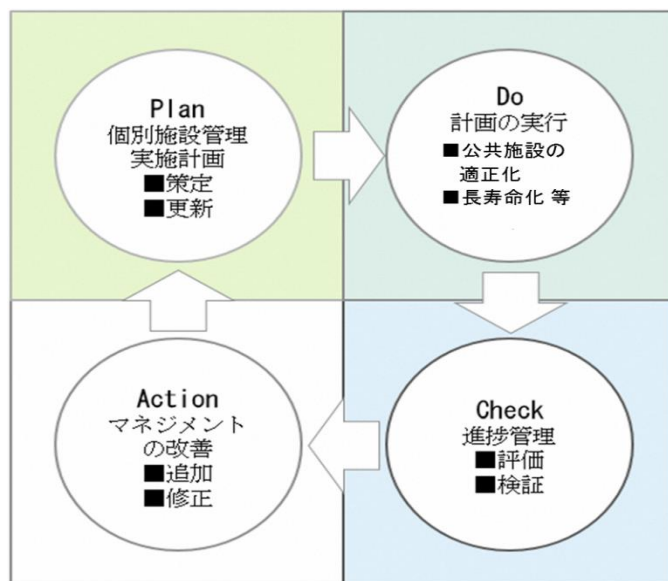 Plan
個別施設管理
実施計画
■策定
■更新
Do
計画の実行
■公共施設の
適正化
■長寿命化 等
Action
マネジメント
の改善
■追加
■修正
Check
進捗管理
■評価
■検証